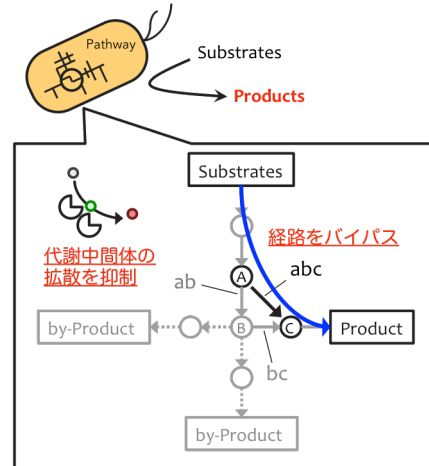 Pathway
Substrates
Products
Substrates
代謝中間体の
拡散を抑制
経路をバイパス
A
abc
ab
by-Product
B
C
Product
bc
by-Product